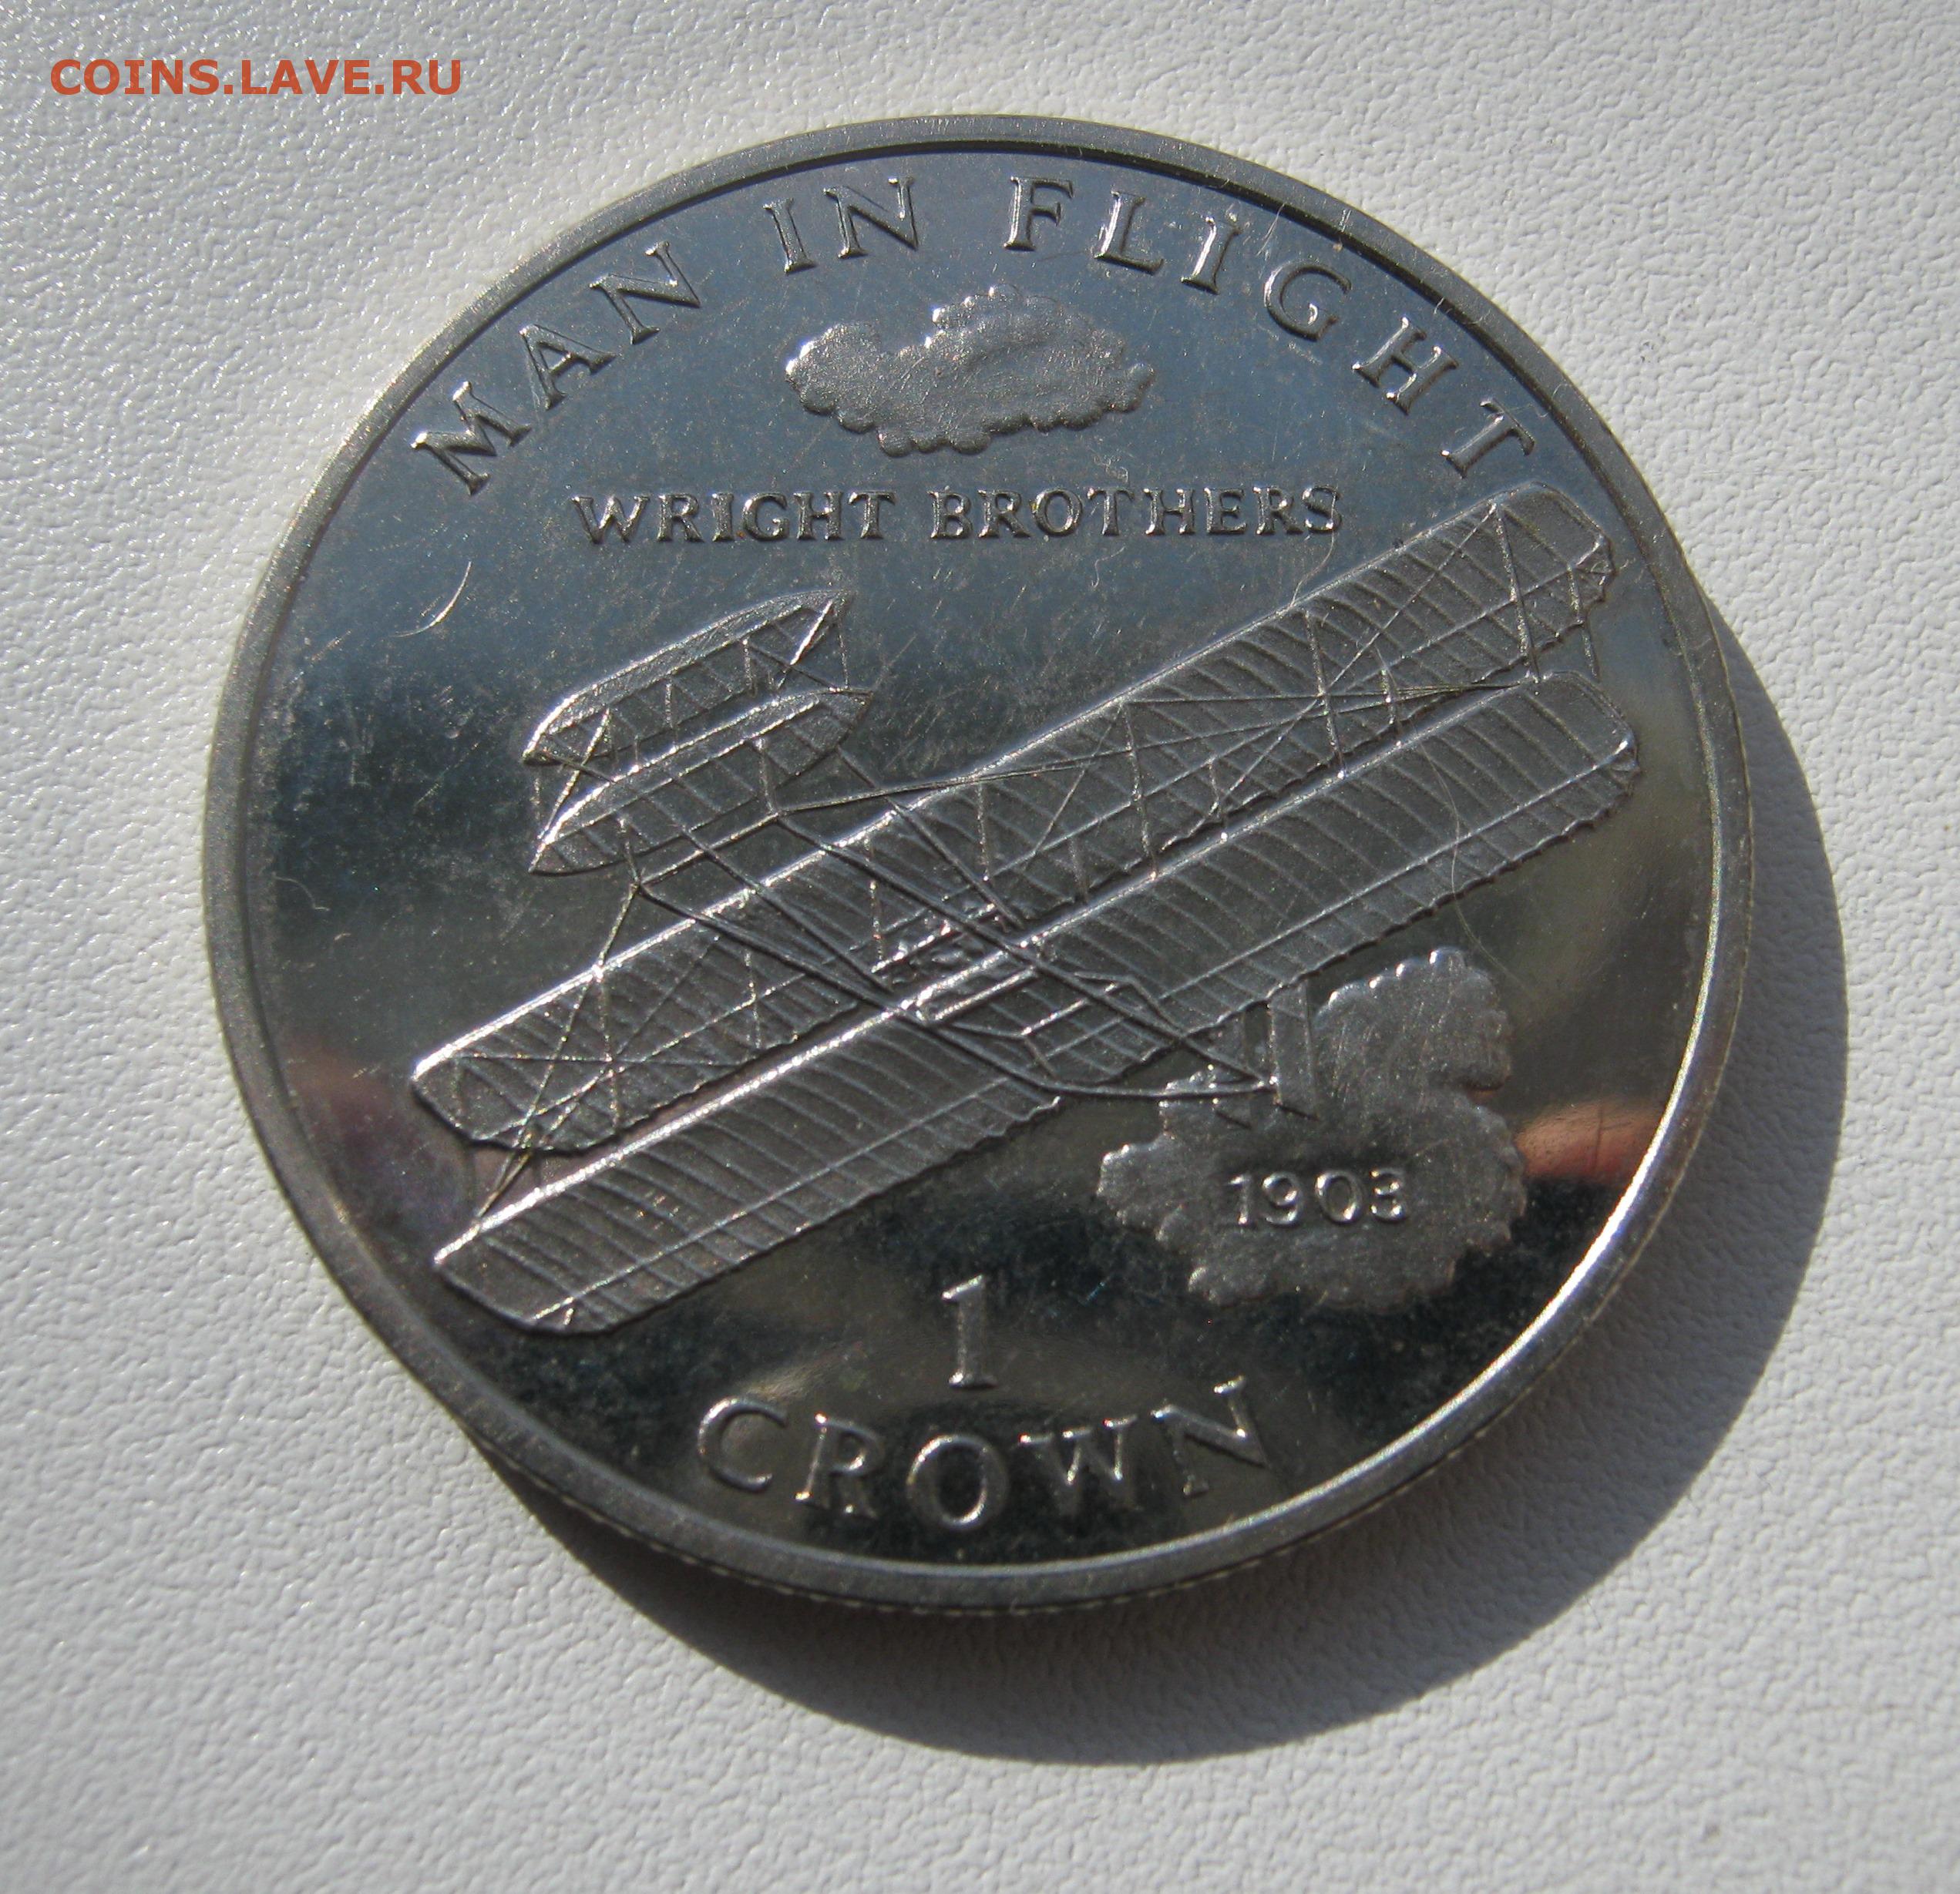 COINS.LAVE.RU
MAN IN FLIGHT
WRIGHT BROTHERS
1903
1
CROWN